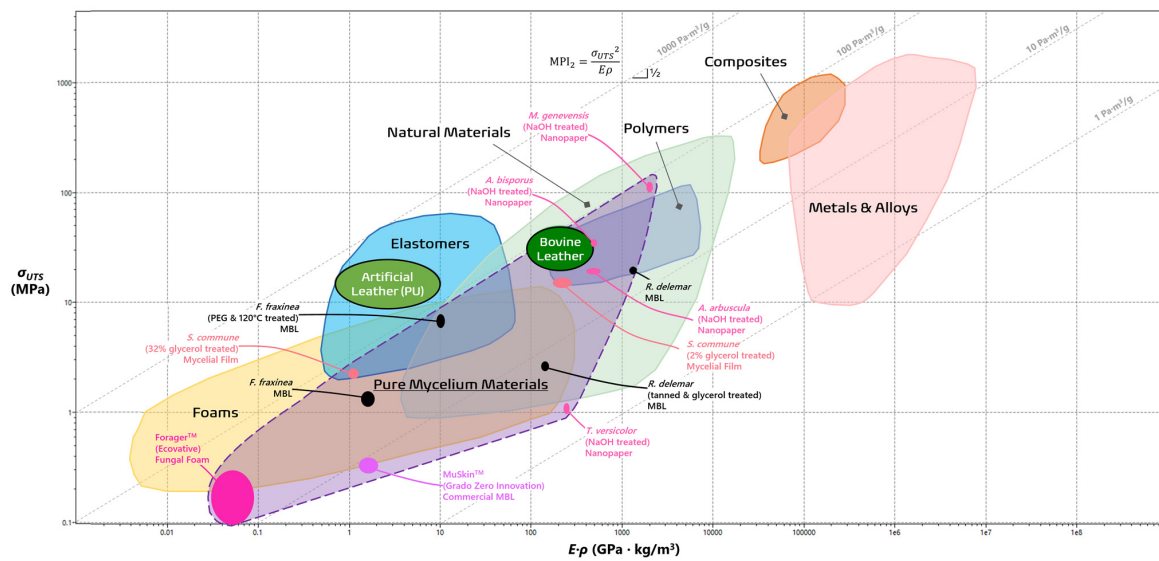 1000 Pa·m³/g
100 Pa·m³/g
10 Pa·m³/g
1 Pa·m³/g
MPI₂ = σ_UTS² / Eρ
½
Composites
Natural Materials
Polymers
M. genevensis
(NaOH treated)
Nanopaper
A. bisporus
(NaOH treated)
Nanopaper
Metals & Alloys
Elastomers
Bovine
Leather
Artificial
Leather (PU)
R. delemar
MBL
F. fraxinea
(PEG & 120°C treated)
MBL
A. arbuscula
(NaOH treated)
Nanopaper
S. commune
(32% glycerol treated)
Mycelial Film
S. commune
(2% glycerol treated)
Mycelial Film
F. fraxinea
MBL
Pure Mycelium Materials
R. delemar
(tanned & glycerol treated)
MBL
Foams
Forager™
(Ecovative)
Fungal Foam
T. versicolor
(NaOH treated)
Nanopaper
MuSkin™
(Grado Zero Innovation)
Commercial MBL
σ_UTS
(MPa)
1000
100
10
1
0.1
0.01
0.1
1
10
100
1000
10000
100000
1e6
1e7
1e8
E·ρ (GPa · kg/m³)